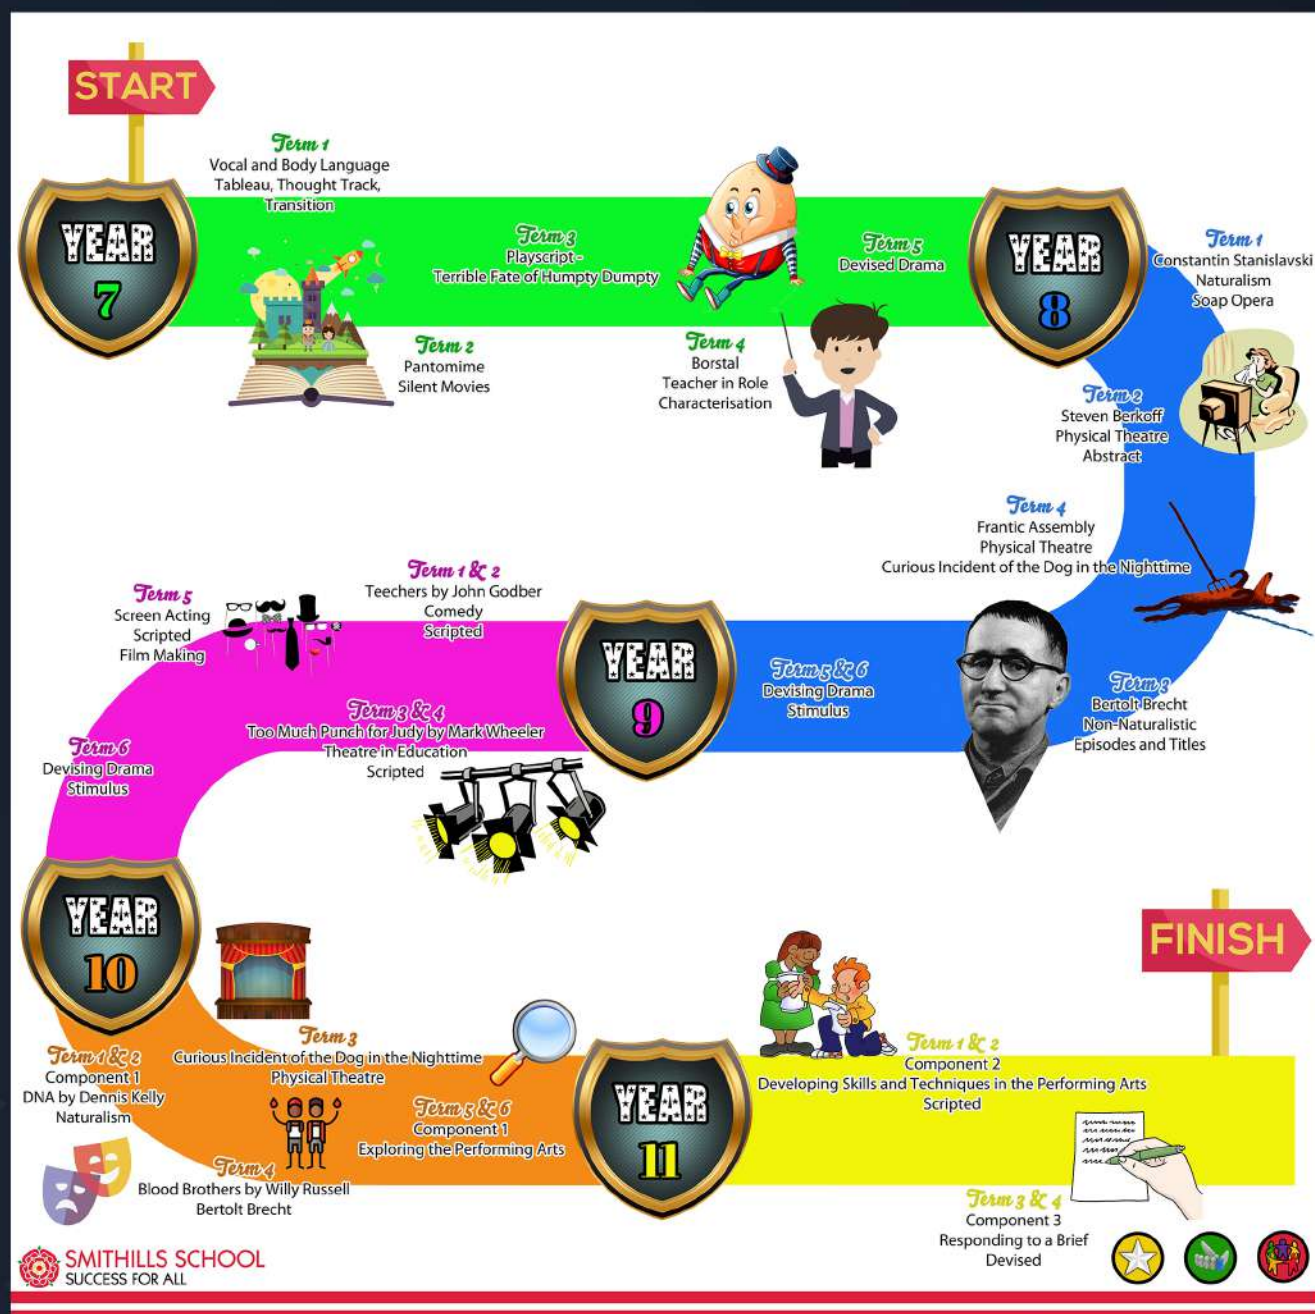 START
YEAR
7
Term 1
Vocal and Body Language
Tableau, Thought Track,
Transition
Term 2
Pantomime
Silent Movies
Term 3
Playscript -
Terrible Fate of Humpty Dumpty
Term 4
Borstal
Teacher in Role
Characterisation
Term 5
Devised Drama
YEAR
8
Term 1
Constantin Stanislavski
Naturalism
Soap Opera
Term 2
Steven Berkoff
Physical Theatre
Abstract
Term 4
Frantic Assembly
Physical Theatre
Curious Incident of the Dog in the Nighttime
Term 3
Bertolt Brecht
Non-Naturalistic
Episodes and Titles
Term 5 & 6
Devising Drama
Stimulus
YEAR
9
Term 1 & 2
Teechers by John Godber
Comedy
Scripted
Term 3 & 4
Too Much Punch for Judy by Mark Wheeler
Theatre in Education
Scripted
Term 5
Screen Acting
Scripted
Film Making
Term 6
Devising Drama
Stimulus
YEAR
10
Term 1 & 2
Component 1
DNA by Dennis Kelly
Naturalism
Term 3
Curious Incident of the Dog in the Nighttime
Physical Theatre
Term 4
Blood Brothers by Willy Russell
Bertolt Brecht
Term 5 & 6
Component 1
Exploring the Performing Arts
YEAR
11
Term 1 & 2
Component 2
Developing Skills and Techniques in the Performing Arts
Scripted
Term 3 & 4
Component 3
Responding to a Brief
Devised
FINISH
SMITHILLS SCHOOL
SUCCESS FOR ALL